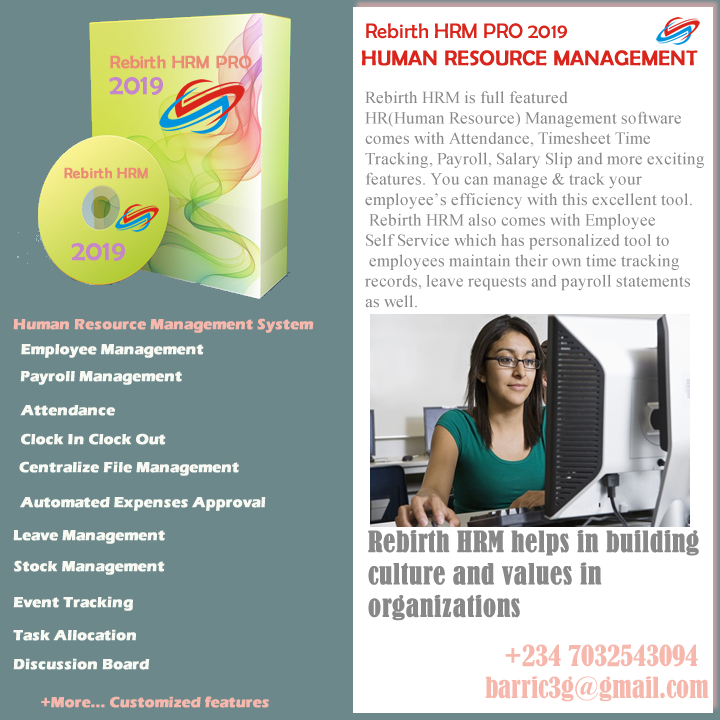 Rebirth HRM PRO
2019
Rebirth HRM
2019
Human Resource Management System
Employee Management
Payroll Management
Attendance
Clock In Clock Out
Centralize File Management
Automated Expenses Approval
Leave Management
Stock Management
Event Tracking
Task Allocation
Discussion Board
+More... Customized features
Rebirth HRM PRO 2019
HUMAN RESOURCE MANAGEMENT
Rebirth HRM is full featured
HR(Human Resource) Management software
comes with Attendance, Timesheet Time
Tracking, Payroll, Salary Slip and more exciting
features. You can manage & track your
employee's efficiency with this excellent tool.
Rebirth HRM also comes with Employee
Self Service which has personalized tool to
employees maintain their own time tracking
records, leave requests and payroll statements
as well.
Rebirth HRM helps in building
culture and values in
organizations
+234 7032543094
barric3g@gmail.com